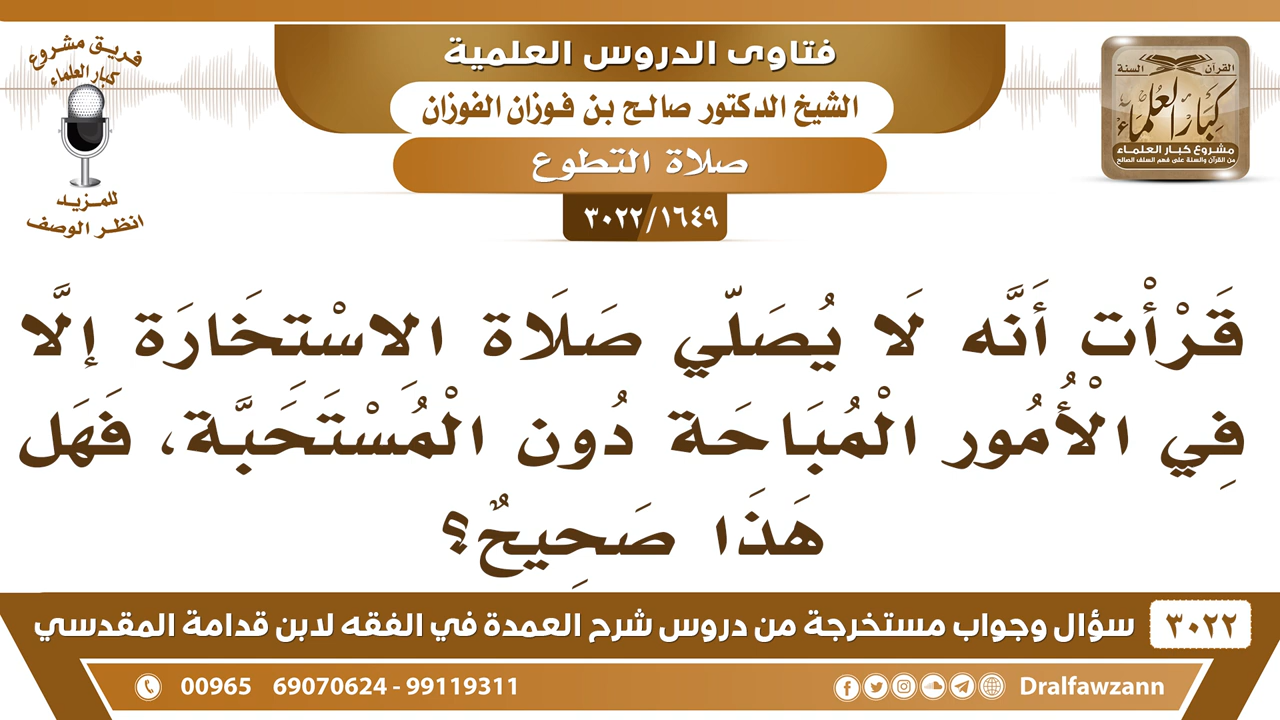 فتاوى الدروس العلمية
الشيخ الدكتور صالح بن فوزان الفوزان
صلاة التطوع
٣٠٢٢/١٦٤٩
فريق مشروع
كبار العلماء
للمزيد
انظر الوصف
القرآن السنة
كبار العلماء
مشروع كبار العلماء
من القرآن والسنة على فهم السلف الصالح
قَرْأت أَنَّه لَا يُصَلّي صَلَاة الاسْتخَارَة إلَّا
فِي الْأُمُور الْمُبَاحَة دُون الْمُسْتَحَبَّة، فَهَل
هَذَا صَحِيحٌ؟
٣٠٢٢ سؤال وجواب مستخرجة من دروس شرح العمدة في الفقه لابن قدامة المقدسي
00965 69070624 - 99119311
Dralfawzann